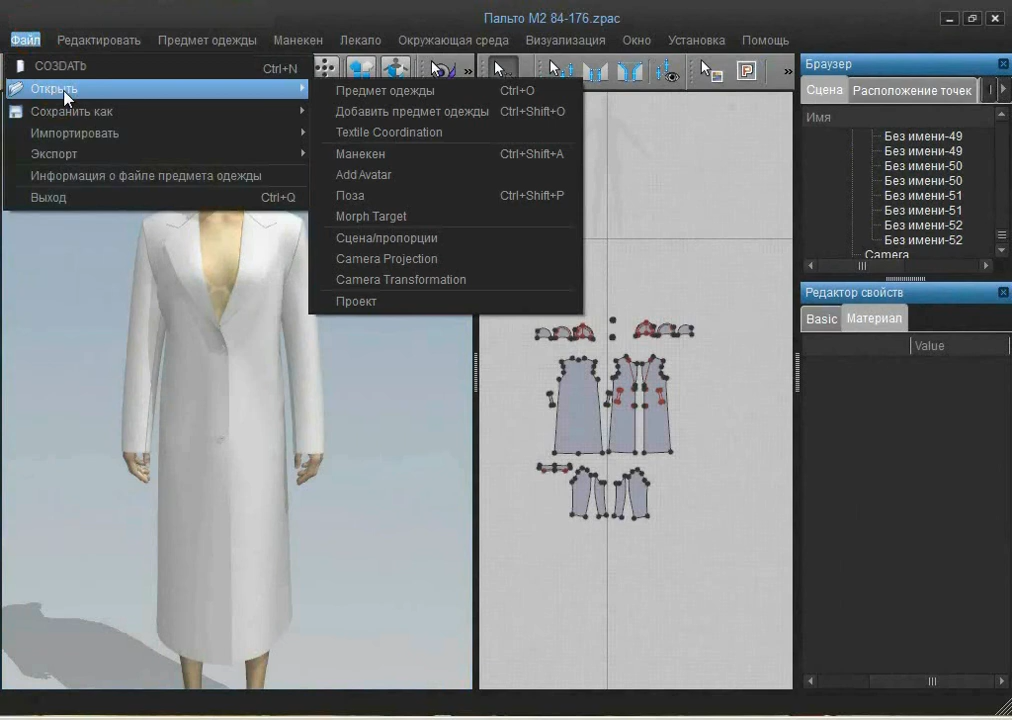 Пальто М2 84-176.zpac
Файл Редактировать Предмет одежды Манекен Лекало Окружающая среда Визуализация Окно Установка Помощь
СОЗДАТЬ Ctrl+N
Открыть
Сохранить как
Импортировать
Экспорт
Информация о файле предмета одежды
Выход Ctrl+Q
Предмет одежды Ctrl+O
Добавить предмет одежды Ctrl+Shift+O
Textile Coordination
Манекен Ctrl+Shift+A
Add Avatar
Поза Ctrl+Shift+P
Morph Target
Сцена/пропорции
Camera Projection
Camera Transformation
Проект
P
Браузер
Сцена Расположение точек
Имя
Без имени-49
Без имени-49
Без имени-50
Без имени-50
Без имени-51
Без имени-51
Без имени-52
Без имени-52
Camera
Редактор свойств
Basic Материал
Value